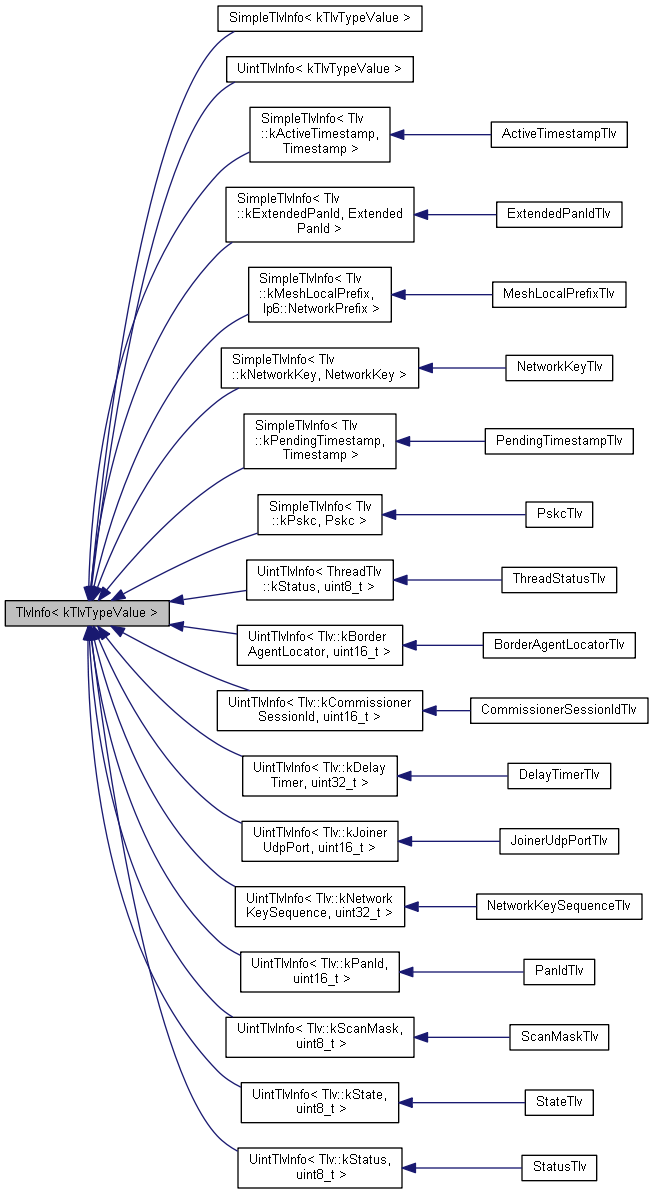 SimpleTlvInfo< kTlvTypeValue >
UintTlvInfo< kTlvTypeValue >
SimpleTlvInfo< Tlv
::kActiveTimestamp,
Timestamp >
ActiveTimestampTlv
SimpleTlvInfo< Tlv
::kExtendedPanId, Extended
PanId >
ExtendedPanIdTlv
SimpleTlvInfo< Tlv
::kMeshLocalPrefix,
Ip6::NetworkPrefix >
MeshLocalPrefixTlv
SimpleTlvInfo< Tlv
::kNetworkKey, NetworkKey >
NetworkKeyTlv
SimpleTlvInfo< Tlv
::kPendingTimestamp,
Timestamp >
PendingTimestampTlv
SimpleTlvInfo< Tlv
::kPskc, Pskc >
PskcTlv
UintTlvInfo< ThreadTlv
::kStatus, uint8_t >
ThreadStatusTlv
TlvInfo< kTlvTypeValue >
UintTlvInfo< Tlv::kBorder
AgentLocator, uint16_t >
BorderAgentLocatorTlv
UintTlvInfo< Tlv::kCommissioner
SessionId, uint16_t >
CommissionerSessionIdTlv
UintTlvInfo< Tlv::kDelay
Timer, uint32_t >
DelayTimerTlv
UintTlvInfo< Tlv::kJoiner
UdpPort, uint16_t >
JoinerUdpPortTlv
UintTlvInfo< Tlv::kNetwork
KeySequence, uint32_t >
NetworkKeySequenceTlv
UintTlvInfo< Tlv::kPanId,
uint16_t >
PanIdTlv
UintTlvInfo< Tlv::kScanMask,
uint8_t >
ScanMaskTlv
UintTlvInfo< Tlv::kState,
uint8_t >
StateTlv
UintTlvInfo< Tlv::kStatus,
uint8_t >
StatusTlv